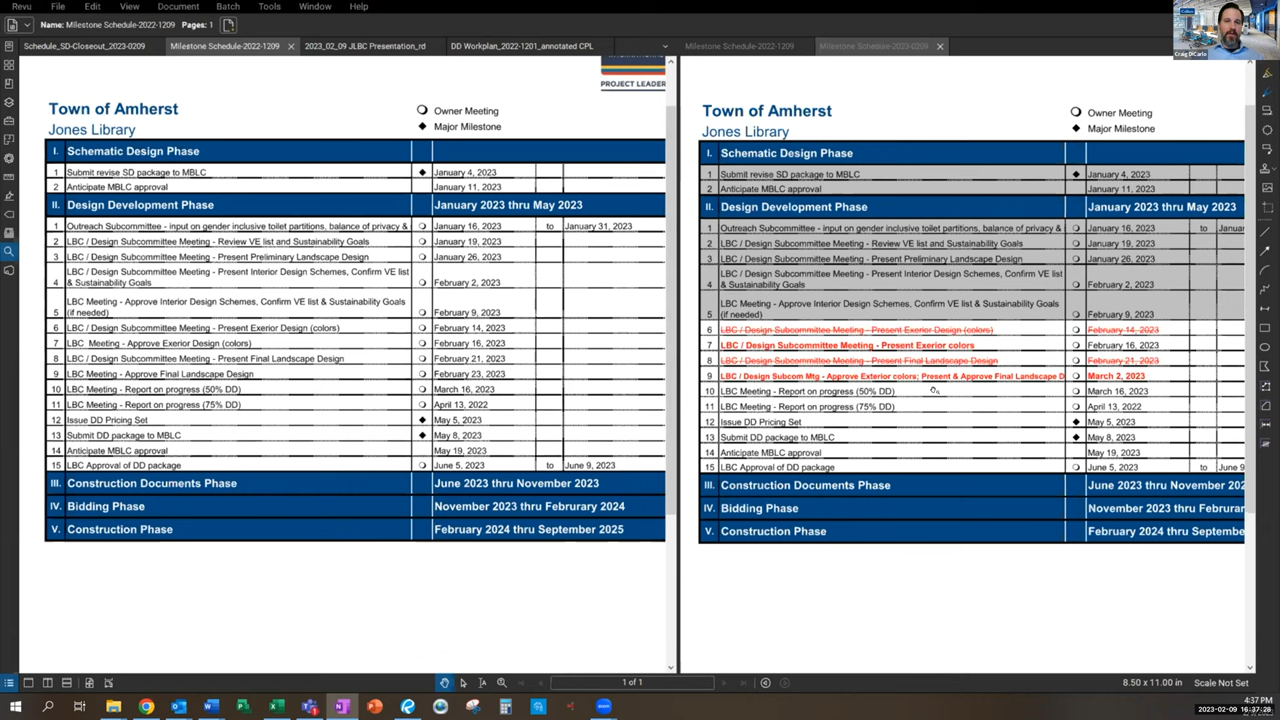 Revu File Edit View Document Batch Tools Window Help
Name: Milestone Schedule-2022-1209 Pages: 1
Schedule_SD-Closeout_2023-0209 Milestone Schedule-2022-1209 2023_02_09 JLBC Presentation_rd DD Workplan_2022-1201_annotated CPL Milestone Schedule-2022-1209 Milestone Schedule-2023-0209
Craig DiCarlo
PROJECT LEADER
Town of Amherst
Jones Library
Owner Meeting
Major Milestone
I. Schematic Design Phase
1 Submit revise SD package to MBLC January 4, 2023
2 Anticipate MBLC approval January 11, 2023
II. Design Development Phase January 2023 thru May 2023
1 Outreach Subcommittee - input on gender inclusive toilet partitions, balance of privacy & January 16, 2023 to January 31, 2023
2 LBC / Design Subcommittee Meeting - Review VE list and Sustainability Goals January 19, 2023
3 LBC / Design Subcommittee Meeting - Present Preliminary Landscape Design January 26, 2023
LBC / Design Subcommittee Meeting - Present Interior Design Schemes, Confirm VE list
4 & Sustainability Goals February 2, 2023
LBC Meeting - Approve Interior Design Schemes, Confirm VE list & Sustainability Goals
5 (if needed) February 9, 2023
6 LBC / Design Subcommittee Meeting - Present Exerior Design (colors) February 14, 2023
7 LBC Meeting - Approve Exerior Design (colors) February 16, 2023
8 LBC / Design Subcommittee Meeting - Present Final Landscape Design February 21, 2023
9 LBC Meeting - Approve Final Landscape Design February 23, 2023
10 LBC Meeting - Report on progress (50% DD) March 16, 2023
11 LBC Meeting - Report on progress (75% DD) April 13, 2022
12 Issue DD Pricing Set May 5, 2023
13 Submit DD package to MBLC May 8, 2023
14 Anticipate MBLC approval May 19, 2023
15 LBC Approval of DD package June 5, 2023 to June 9, 2023
III. Construction Documents Phase June 2023 thru November 2023
IV. Bidding Phase November 2023 thru Februrary 2024
V. Construction Phase February 2024 thru September 2025
Town of Amherst
Jones Library
Owner Meeting
Major Milestone
I. Schematic Design Phase
1 Submit revise SD package to MBLC January 4, 2023
2 Anticipate MBLC approval January 11, 2023
II. Design Development Phase January 2023 thru May 2023
1 Outreach Subcommittee - input on gender inclusive toilet partitions, balance of privacy & January 16, 2023 to Januar
2 LBC / Design Subcommittee Meeting - Review VE list and Sustainability Goals January 19, 2023
3 LBC / Design Subcommittee Meeting - Present Preliminary Landscape Design January 26, 2023
LBC / Design Subcommittee Meeting - Present Interior Design Schemes, Confirm VE list
4 & Sustainability Goals February 2, 2023
LBC Meeting - Approve Interior Design Schemes, Confirm VE list & Sustainability Goals
5 (if needed) February 9, 2023
6 LBC / Design Subcommittee Meeting - Present Exerior Design (colors) February 14, 2023
7 LBC / Design Subcommittee Meeting - Present Exerior colors February 16, 2023
8 LBC / Design Subcommittee Meeting - Present Final Landscape Design February 21, 2023
9 LBC / Design Subcom Mtg - Approve Exterior colors; Present & Approve Final Landscape D March 2, 2023
10 LBC Meeting - Report on progress (50% DD) March 16, 2023
11 LBC Meeting - Report on progress (75% DD) April 13, 2022
12 Issue DD Pricing Set May 5, 2023
13 Submit DD package to MBLC May 8, 2023
14 Anticipate MBLC approval May 19, 2023
15 LBC Approval of DD package June 5, 2023 to June 9
III. Construction Documents Phase June 2023 thru November 202
IV. Bidding Phase November 2023 thru Februrar
V. Construction Phase February 2024 thru Septembe
1 of 1
8.50 x 11.00 in Scale Not Set
4:37 PM
2023-02-09 16:37:28